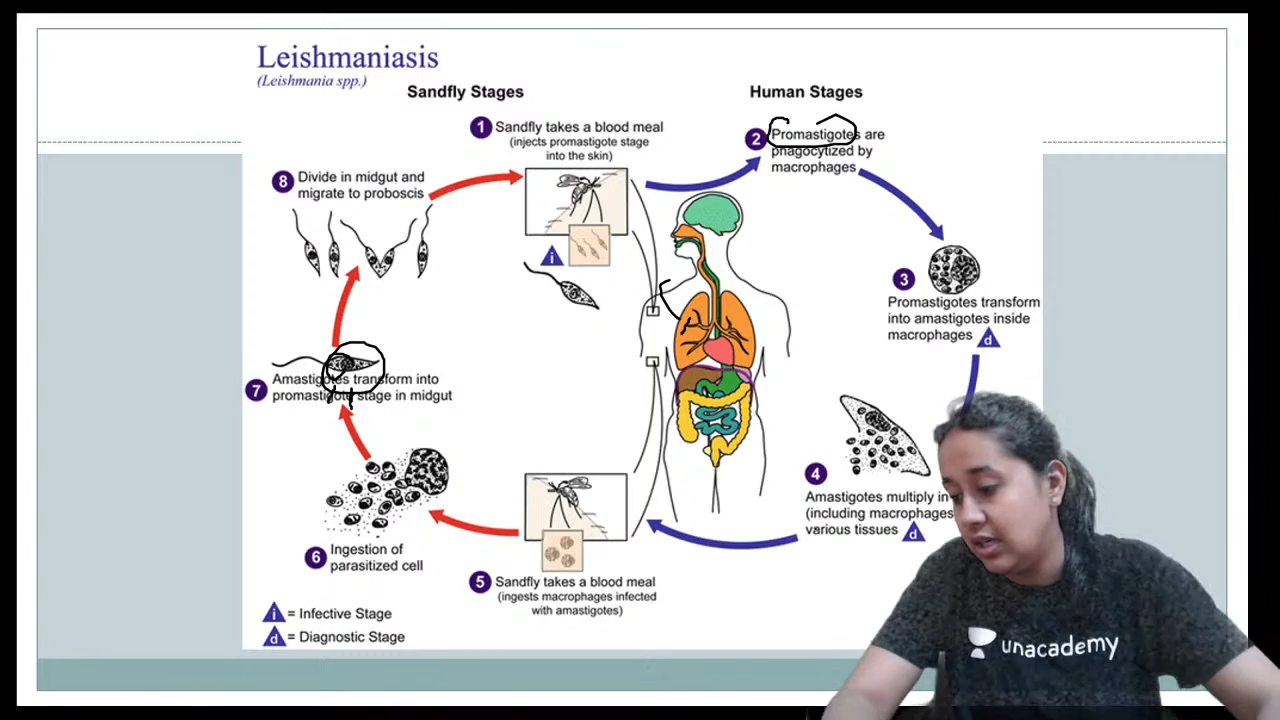 Leishmaniasis
(Leishmania spp.)
Sandfly Stages
Human Stages
1 Sandfly takes a blood meal
(injects promastigote stage
into the skin)
2 Promastigotes are
phagocytized by
macrophages
8 Divide in midgut and
migrate to proboscis
i
3
Promastigotes transform
into amastigotes inside
macrophages d
7 Amastigotes transform into
promastigote stage in midgut
4
Amastigotes multiply in
(including macrophages
various tissues d
6 Ingestion of
parasitized cell
5 Sandfly takes a blood meal
(ingests macrophages infected
with amastigotes)
i = Infective Stage
d = Diagnostic Stage
unacademy